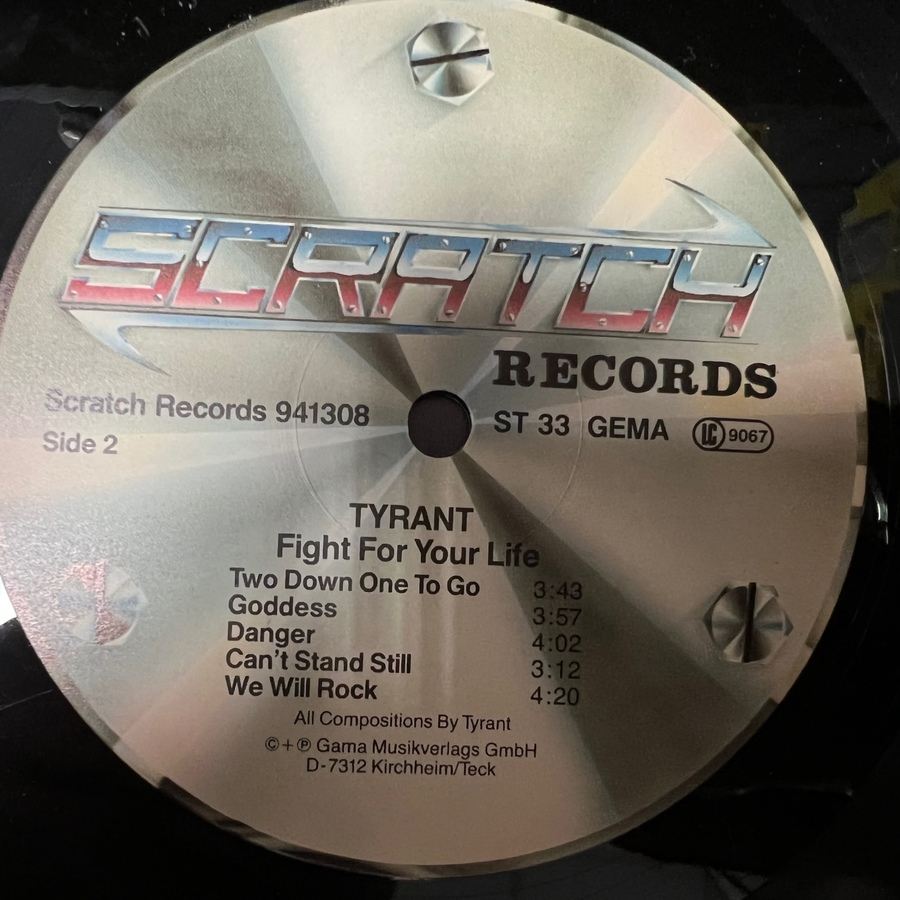 SCRATCH
RECORDS
Scratch Records 941308
Side 2
ST 33 GEMA LC 9067
TYRANT
Fight For Your Life
Two Down One To Go 3:43
Goddess 3:57
Danger 4:02
Can't Stand Still 3:12
We Will Rock 4:20
All Compositions By Tyrant
©+℗ Gama Musikverlags GmbH
D-7312 Kirchheim/Teck